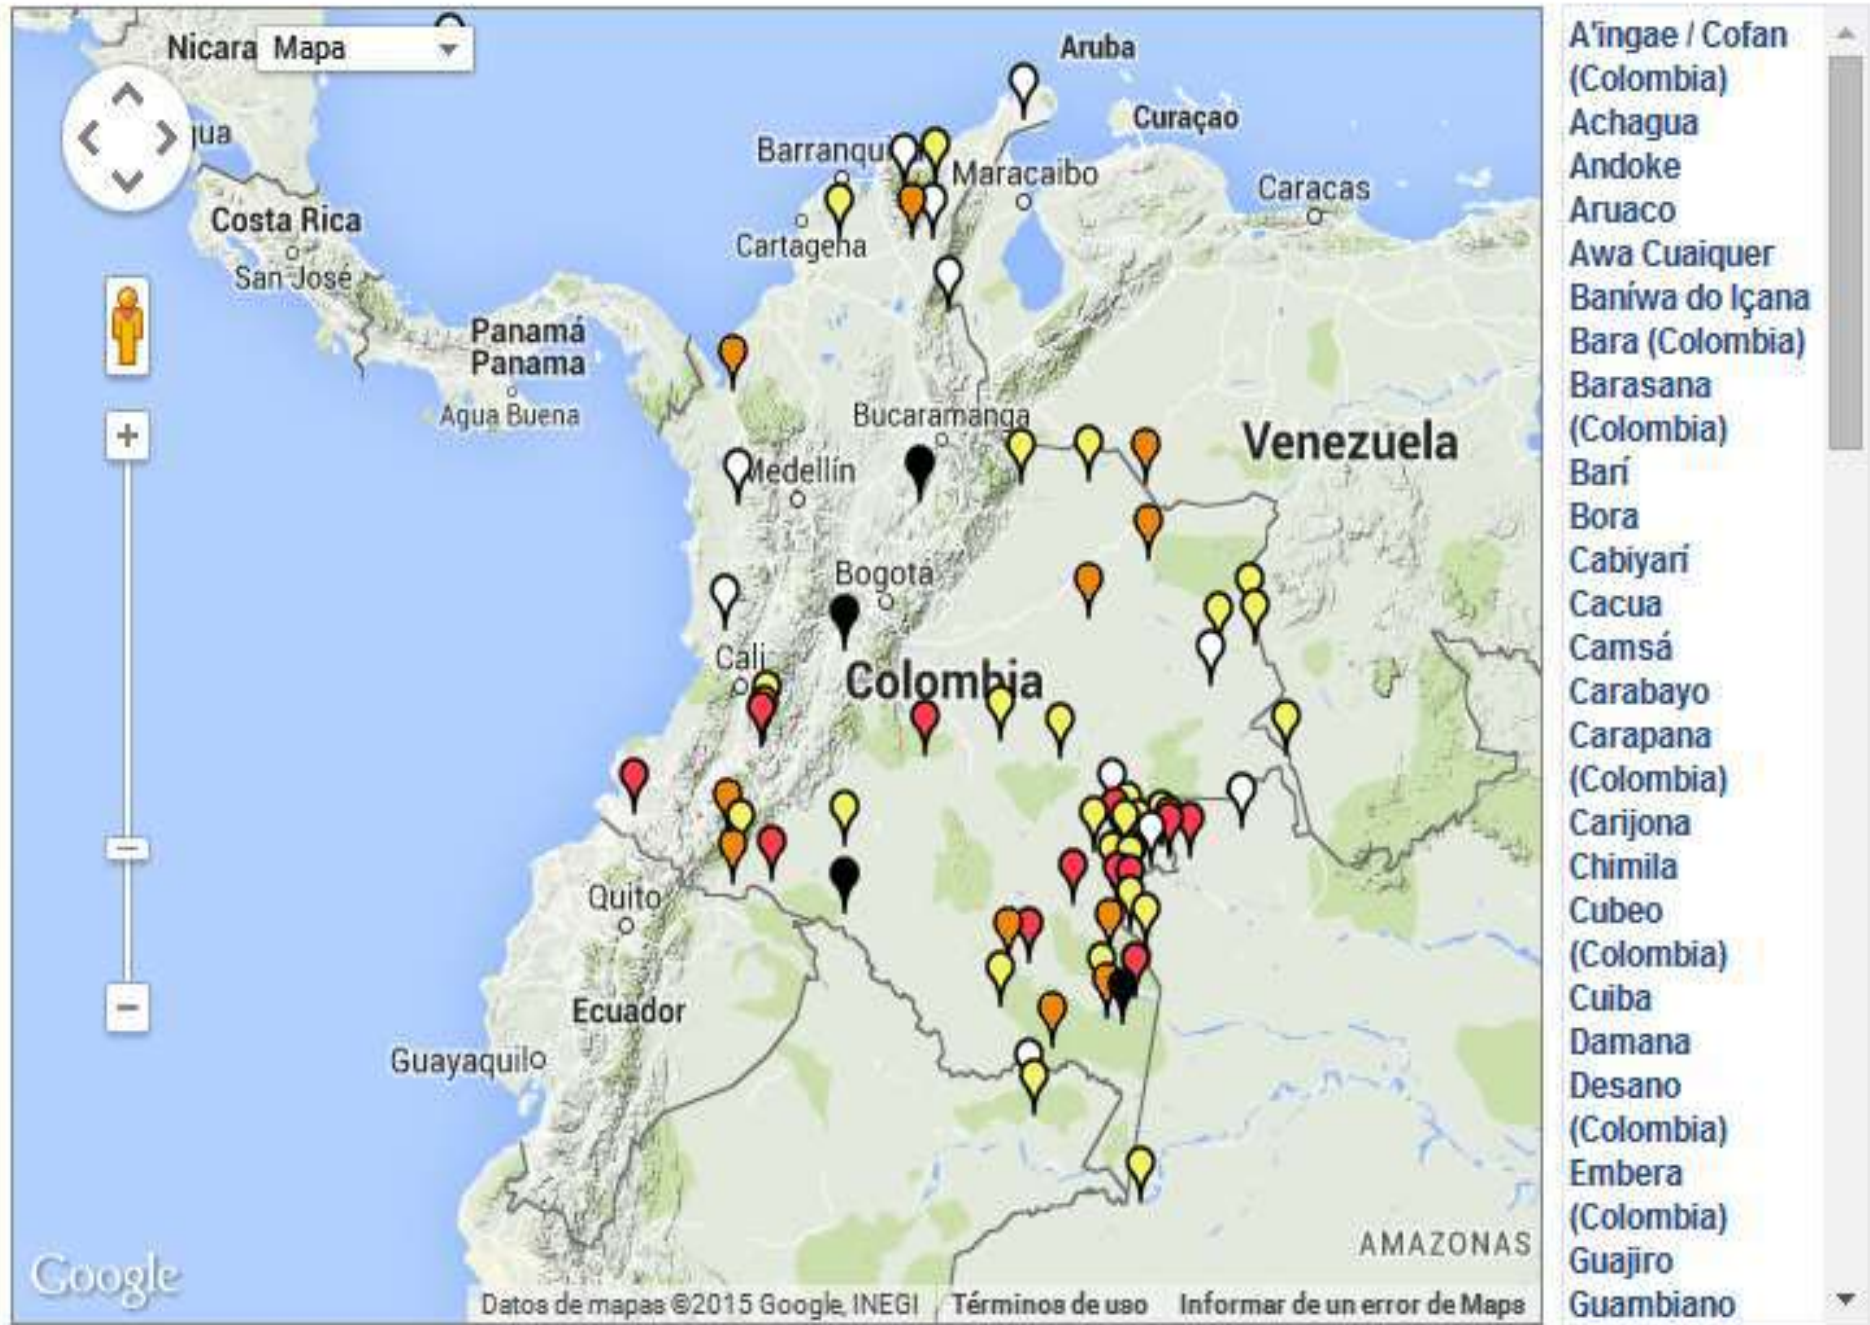 Nicara
Mapa
Aruba
gua
Curaçao
Barranqu
Maracaibo
Caracas
Costa Rica
Cartagena
San José
Panamá
Panama
Agua Buena
Bucaramanga
Venezuela
Medellín
Bogotá
Cali
Colombia
Quito
Ecuador
Guayaquil
AMAZONAS
Google
Datos de mapas ©2015 Google, INEGI
Términos de uso
Informar de un error de Maps
A'ingae / Cofan
(Colombia)
Achagua
Andoke
Aruaco
Awa Cuaiquer
Baníwa do Içana
Bara (Colombia)
Barasana
(Colombia)
Barí
Bora
Cabiyarí
Cacua
Camsá
Carabayo
Carapana
(Colombia)
Carijona
Chimila
Cubeo
(Colombia)
Cuiba
Damana
Desano
(Colombia)
Embera
(Colombia)
Guajiro
Guambiano